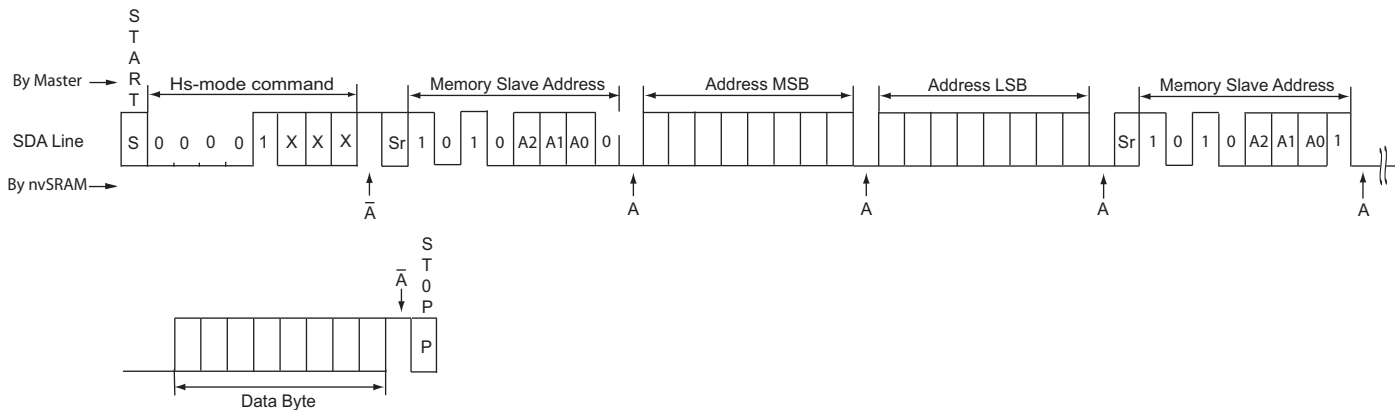 START
By Master
Hs-mode command
Memory Slave Address
Address MSB
Address LSB
Memory Slave Address
SDA Line
S 0 0 0 0 1 X X X Sr 1 0 1 0 A2 A1 A0 0 Sr 1 0 1 0 A2 A1 A0 1
By nvSRAM
A̅ A A A A
A̅
ST0P
P
Data Byte